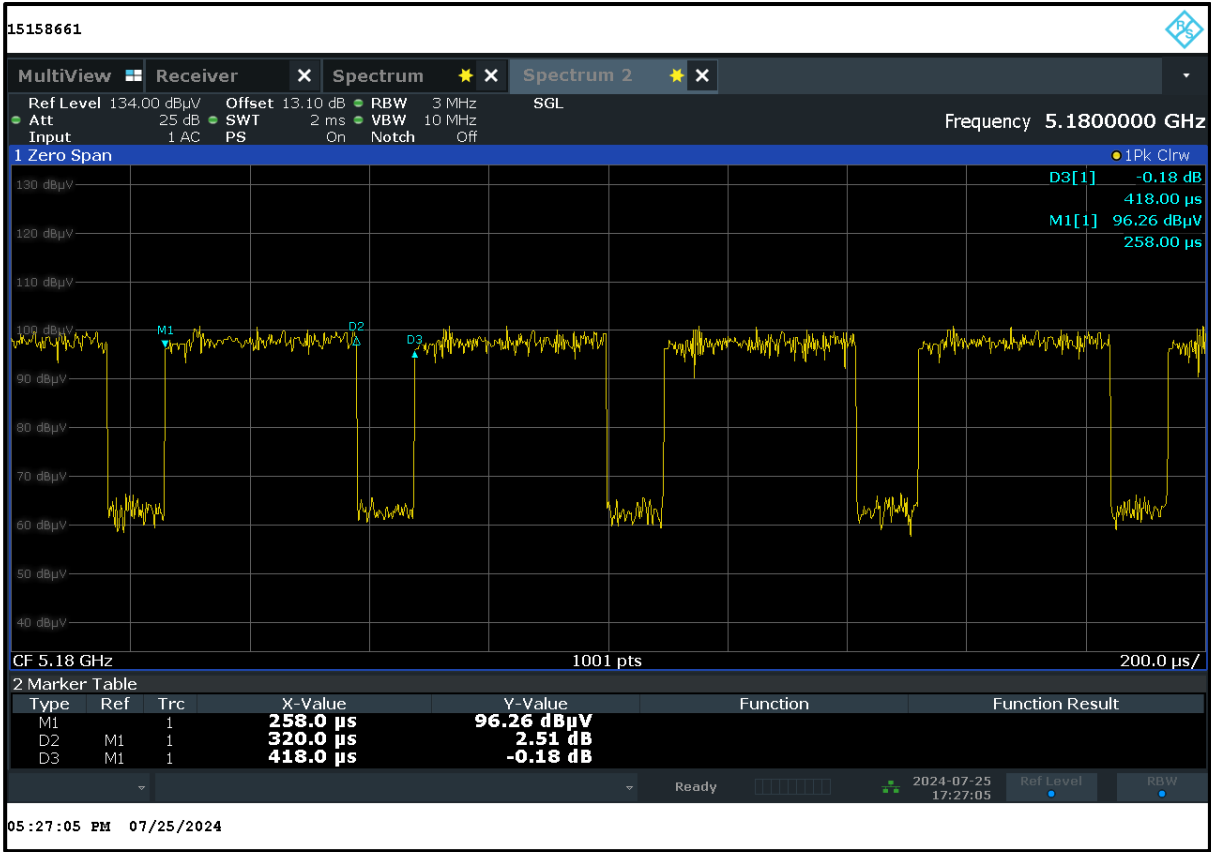 15158661
R&S
MultiView Receiver X Spectrum X Spectrum 2 X
Ref Level 134.00 dBµV Offset 13.10 dB RBW 3 MHz SGL
Att 25 dB SWT 2 ms VBW 10 MHz
Input 1 AC PS On Notch Off
Frequency 5.1800000 GHz
1 Zero Span 1Pk Clrw
D3[1] -0.18 dB
418.00 µs
M1[1] 96.26 dBµV
258.00 µs
130 dBµV
120 dBµV
110 dBµV
100 dBµV
M1 D2 D3
90 dBµV
80 dBµV
70 dBµV
60 dBµV
50 dBµV
40 dBµV
CF 5.18 GHz 1001 pts 200.0 µs/
2 Marker Table
Type Ref Trc X-Value Y-Value Function Function Result
M1 1 258.0 µs 96.26 dBµV
D2 M1 1 320.0 µs 2.51 dB
D3 M1 1 418.0 µs -0.18 dB
Ready 2024-07-25 Ref Level RBW
17:27:05
05:27:05 PM 07/25/2024